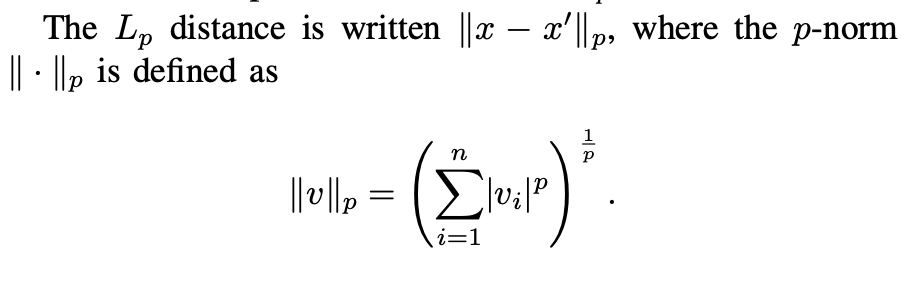 The $L_p$ distance is written $\|x - x'\|_p$, where the $p$-norm
$\| \cdot \|_p$ is defined as
$$\|v\|_p = \left( \sum_{i=1}^{n} |v_i|^p \right)^{\frac{1}{p}}.$$